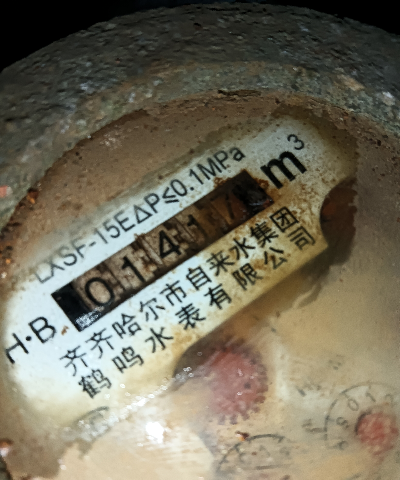 LXSF-15EΔP≤0.1MPa
H·B 0141 m³
齐齐哈尔市自来水集团
鹤鸣水表有限公司